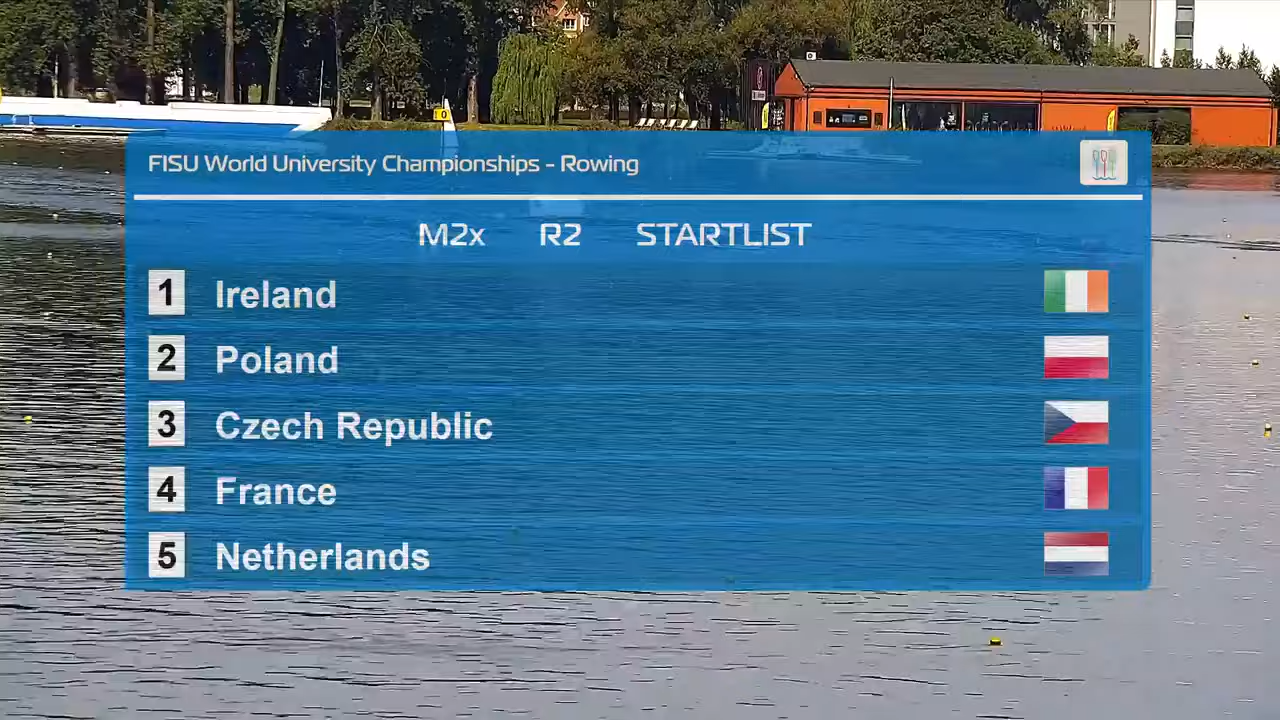 FISU World University Championships - Rowing
M2x R2 STARTLIST
1 Ireland
2 Poland
3 Czech Republic
4 France
5 Netherlands